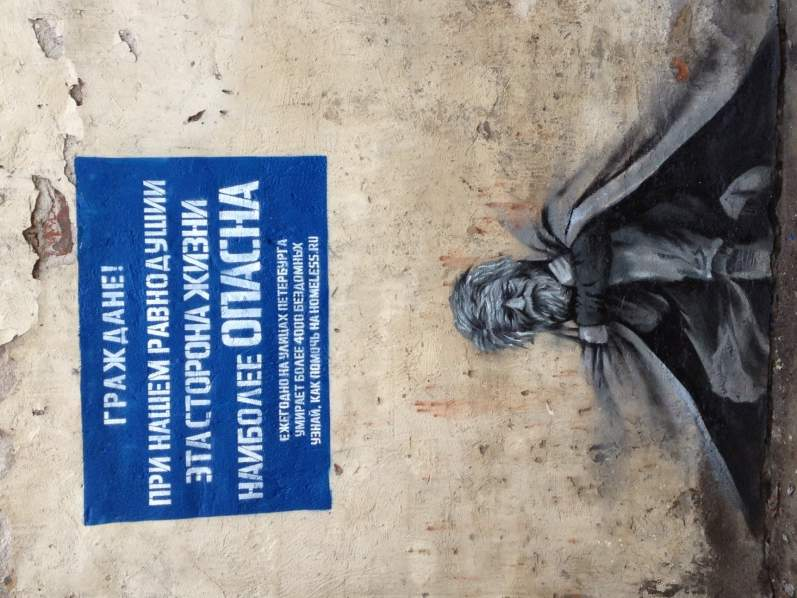 ГРАЖДАНЕ!
ПРИ НАШЕМ РАВНОДУШИИ
ЭТА СТОРОНА ЖИЗНИ
НАИБОЛЕЕ ОПАСНА
ЕЖЕГОДНО НА УЛИЦАХ ПЕТЕРБУРГА
УМИРАЕТ БОЛЕЕ 4000 БЕЗДОМНЫХ
УЗНАЙ, КАК ПОМОЧЬ НА HOMELESS.RU